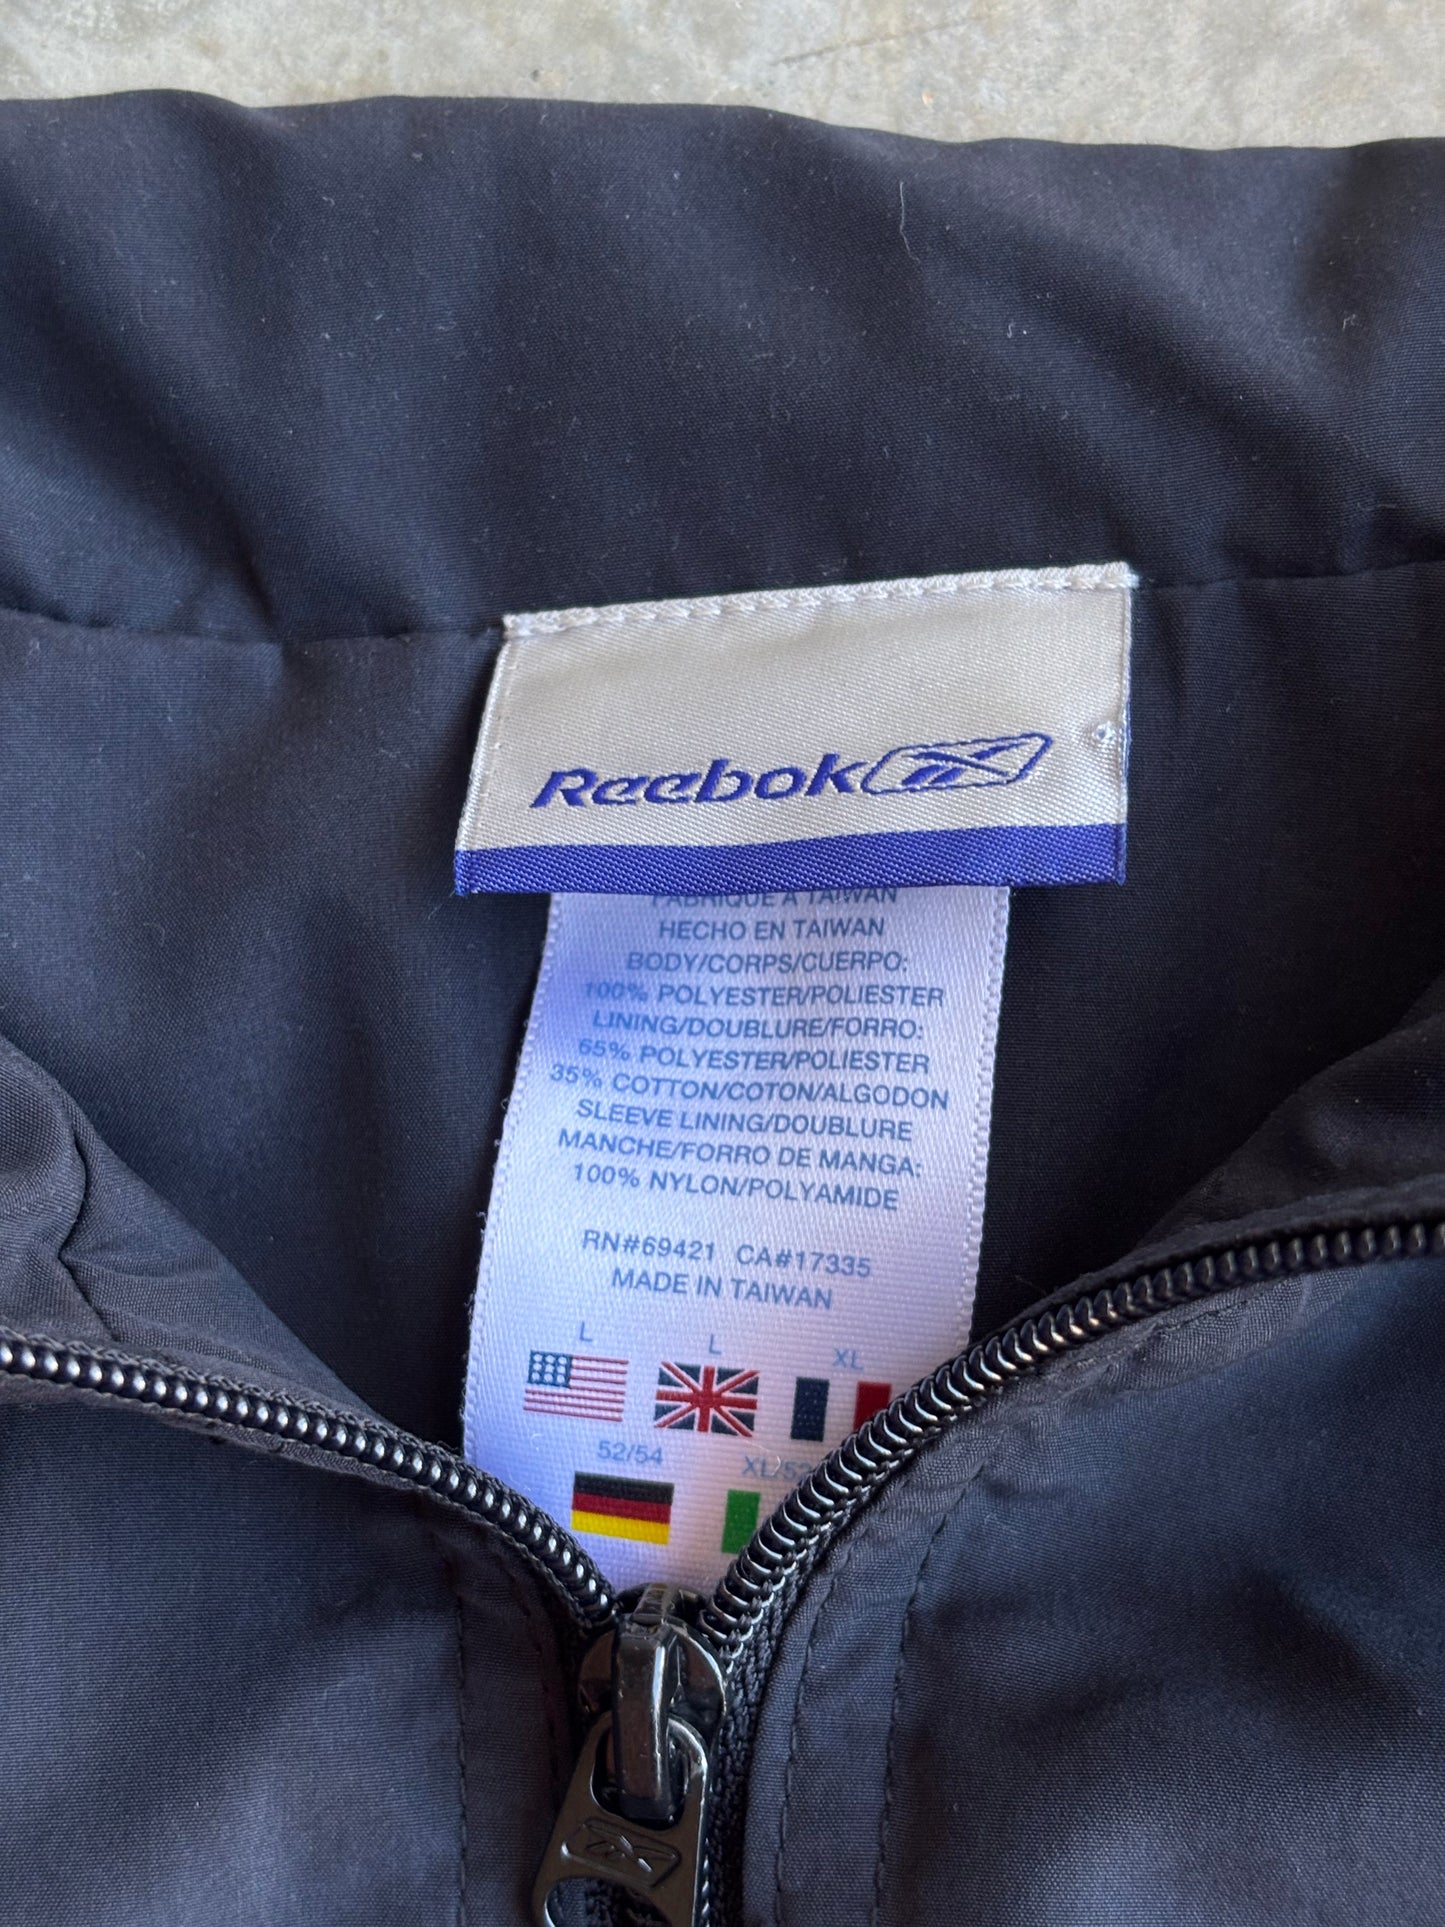 Reebok
FABRIQUE A TAIWAN
HECHO EN TAIWAN
BODY/CORPS/CUERPO:
100% POLYESTER/POLIESTER
LINING/DOUBLURE/FORRO:
65% POLYESTER/POLIESTER
35% COTTON/COTON/ALGODON
SLEEVE LINING/DOUBLURE
MANCHE/FORRO DE MANGA:
100% NYLON/POLYAMIDE
RN#69421 CA#17335
MADE IN TAIWAN
L L XL
52/54